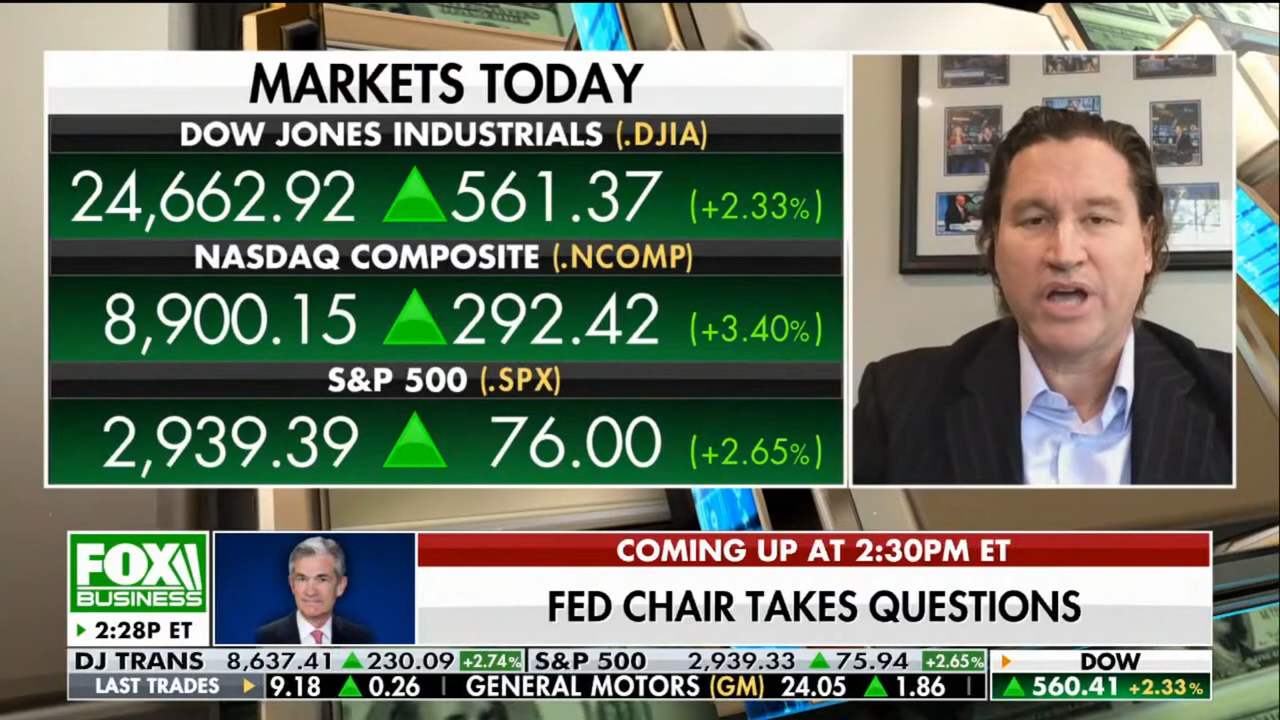 MARKETS TODAY
DOW JONES INDUSTRIALS (.DJIA)
24,662.92 ▲ 561.37 (+2.33%)
NASDAQ COMPOSITE (.NCOMP)
8,900.15 ▲ 292.42 (+3.40%)
S&P 500 (.SPX)
2,939.39 ▲ 76.00 (+2.65%)
COMING UP AT 2:30PM ET
FED CHAIR TAKES QUESTIONS
FOX
BUSINESS
2:28P ET
DJ TRANS 8,637.41 ▲ 230.09 +2.74% S&P 500 2,939.33 ▲ 75.94 +2.65% DOW
LAST TRADES 9.18 ▲ 0.26 GENERAL MOTORS (GM) 24.05 ▲ 1.86 ▲ 560.41 +2.33%